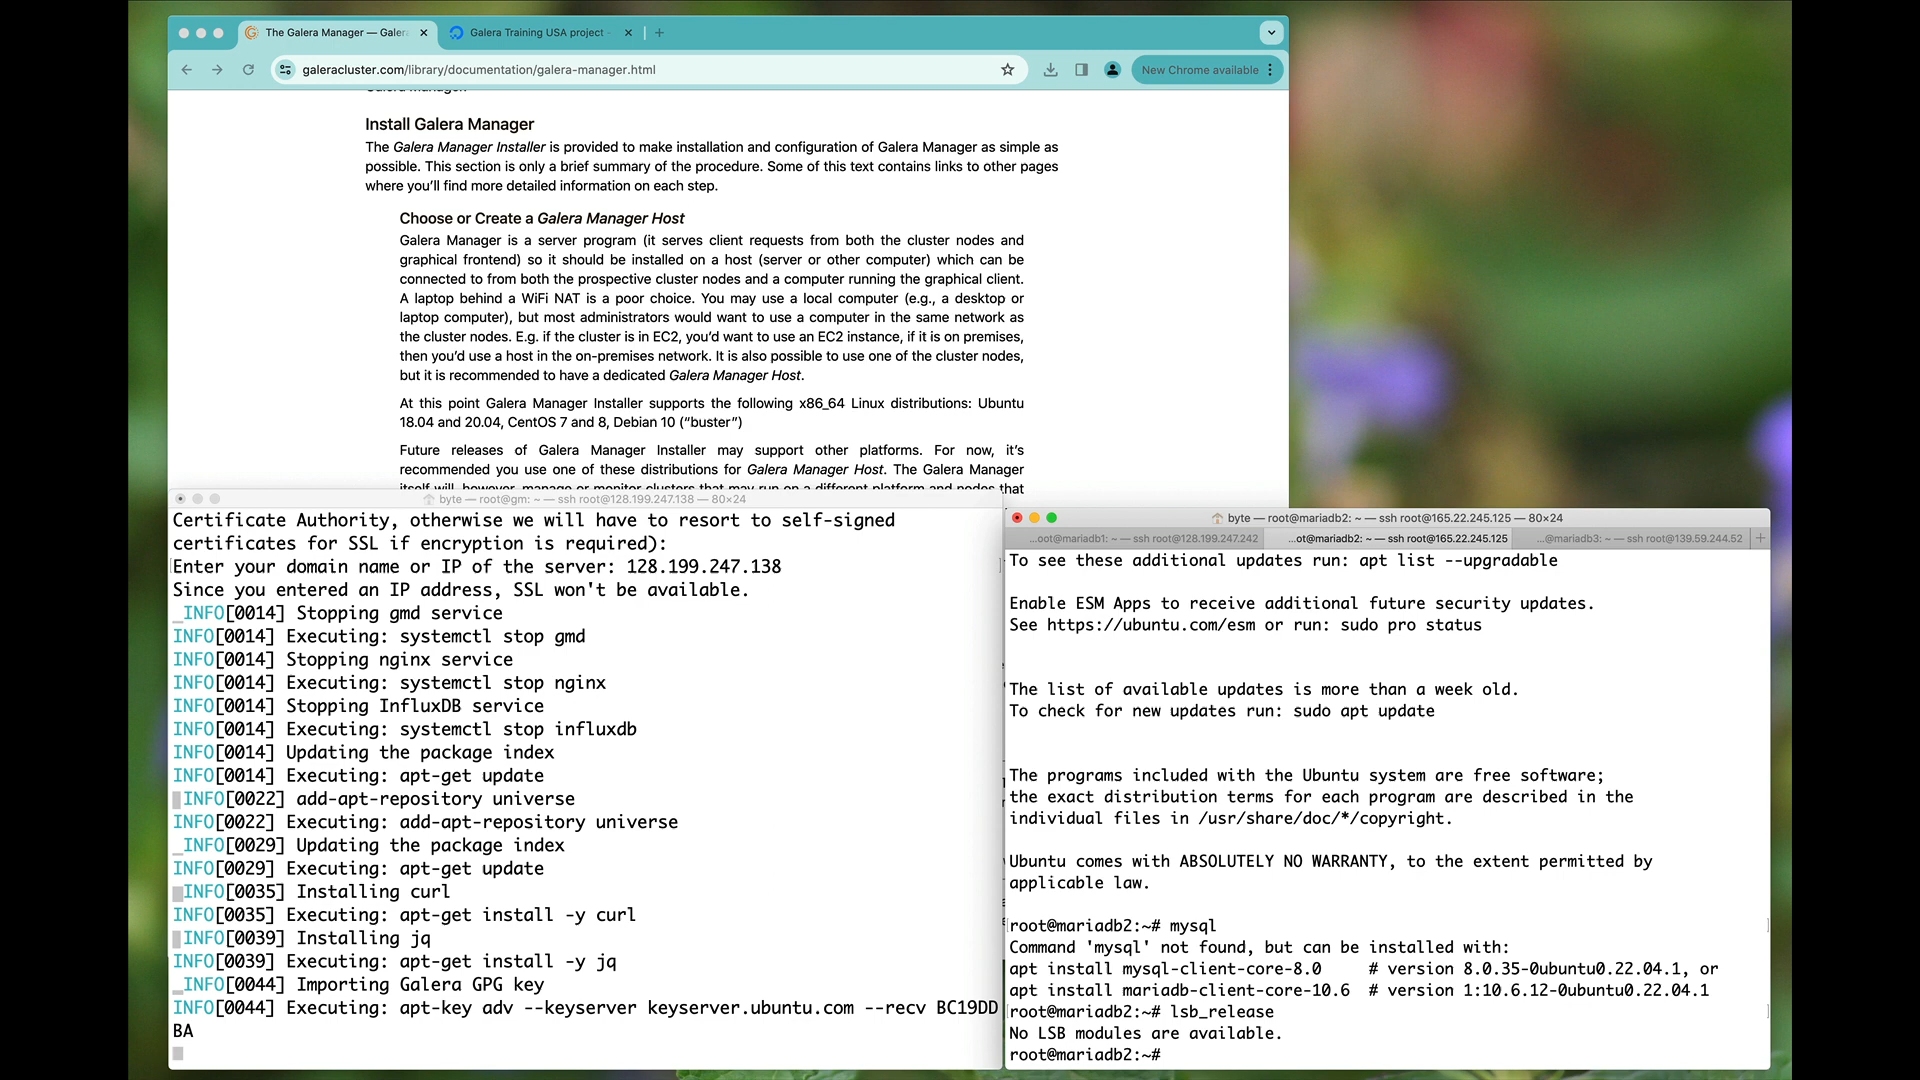 The Galera Manager — Galer
Galera Training USA project -
galeracluster.com/library/documentation/galera-manager.html
New Chrome available
Galera Manager.
Install Galera Manager
The Galera Manager Installer is provided to make installation and configuration of Galera Manager as simple as
possible. This section is only a brief summary of the procedure. Some of this text contains links to other pages
where you’ll find more detailed information on each step.
Choose or Create a Galera Manager Host
Galera Manager is a server program (it serves client requests from both the cluster nodes and
graphical frontend) so it should be installed on a host (server or other computer) which can be
connected to from both the prospective cluster nodes and a computer running the graphical client.
A laptop behind a WiFi NAT is a poor choice. You may use a local computer (e.g., a desktop or
laptop computer), but most administrators would want to use a computer in the same network as
the cluster nodes. E.g. if the cluster is in EC2, you’d want to use an EC2 instance, if it is on premises,
then you’d use a host in the on-premises network. It is also possible to use one of the cluster nodes,
but it is recommended to have a dedicated Galera Manager Host.
At this point Galera Manager Installer supports the following x86_64 Linux distributions: Ubuntu
18.04 and 20.04, CentOS 7 and 8, Debian 10 (“buster”)
Future releases of Galera Manager Installer may support other platforms. For now, it’s
recommended you use one of these distributions for Galera Manager Host. The Galera Manager
itself will, however, manage or monitor clusters that may run on a different platform and nodes that
byte — root@gm: ~ — ssh root@128.199.247.138 — 80×24
Certificate Authority, otherwise we will have to resort to self-signed
certificates for SSL if encryption is required):
Enter your domain name or IP of the server: 128.199.247.138
Since you entered an IP address, SSL won't be available.
_INFO[0014] Stopping gmd service
INFO[0014] Executing: systemctl stop gmd
INFO[0014] Stopping nginx service
INFO[0014] Executing: systemctl stop nginx
INFO[0014] Stopping InfluxDB service
INFO[0014] Executing: systemctl stop influxdb
INFO[0014] Updating the package index
INFO[0014] Executing: apt-get update
INFO[0022] add-apt-repository universe
INFO[0022] Executing: add-apt-repository universe
_INFO[0029] Updating the package index
INFO[0029] Executing: apt-get update
INFO[0035] Installing curl
INFO[0035] Executing: apt-get install -y curl
INFO[0039] Installing jq
INFO[0039] Executing: apt-get install -y jq
_INFO[0044] Importing Galera GPG key
INFO[0044] Executing: apt-key adv --keyserver keyserver.ubuntu.com --recv BC19DD
BA
byte — root@mariadb2: ~ — ssh root@165.22.245.125 — 80×24
...oot@mariadb1: ~ — ssh root@128.199.247.242
...ot@mariadb2: ~ — ssh root@165.22.245.125
...@mariadb3: ~ — ssh root@139.59.244.52
To see these additional updates run: apt list --upgradable
Enable ESM Apps to receive additional future security updates.
See https://ubuntu.com/esm or run: sudo pro status
The list of available updates is more than a week old.
To check for new updates run: sudo apt update
The programs included with the Ubuntu system are free software;
the exact distribution terms for each program are described in the
individual files in /usr/share/doc/*/copyright.
Ubuntu comes with ABSOLUTELY NO WARRANTY, to the extent permitted by
applicable law.
root@mariadb2:~# mysql
Command 'mysql' not found, but can be installed with:
apt install mysql-client-core-8.0     # version 8.0.35-0ubuntu0.22.04.1, or
apt install mariadb-client-core-10.6  # version 1:10.6.12-0ubuntu0.22.04.1
root@mariadb2:~# lsb_release
No LSB modules are available.
root@mariadb2:~#